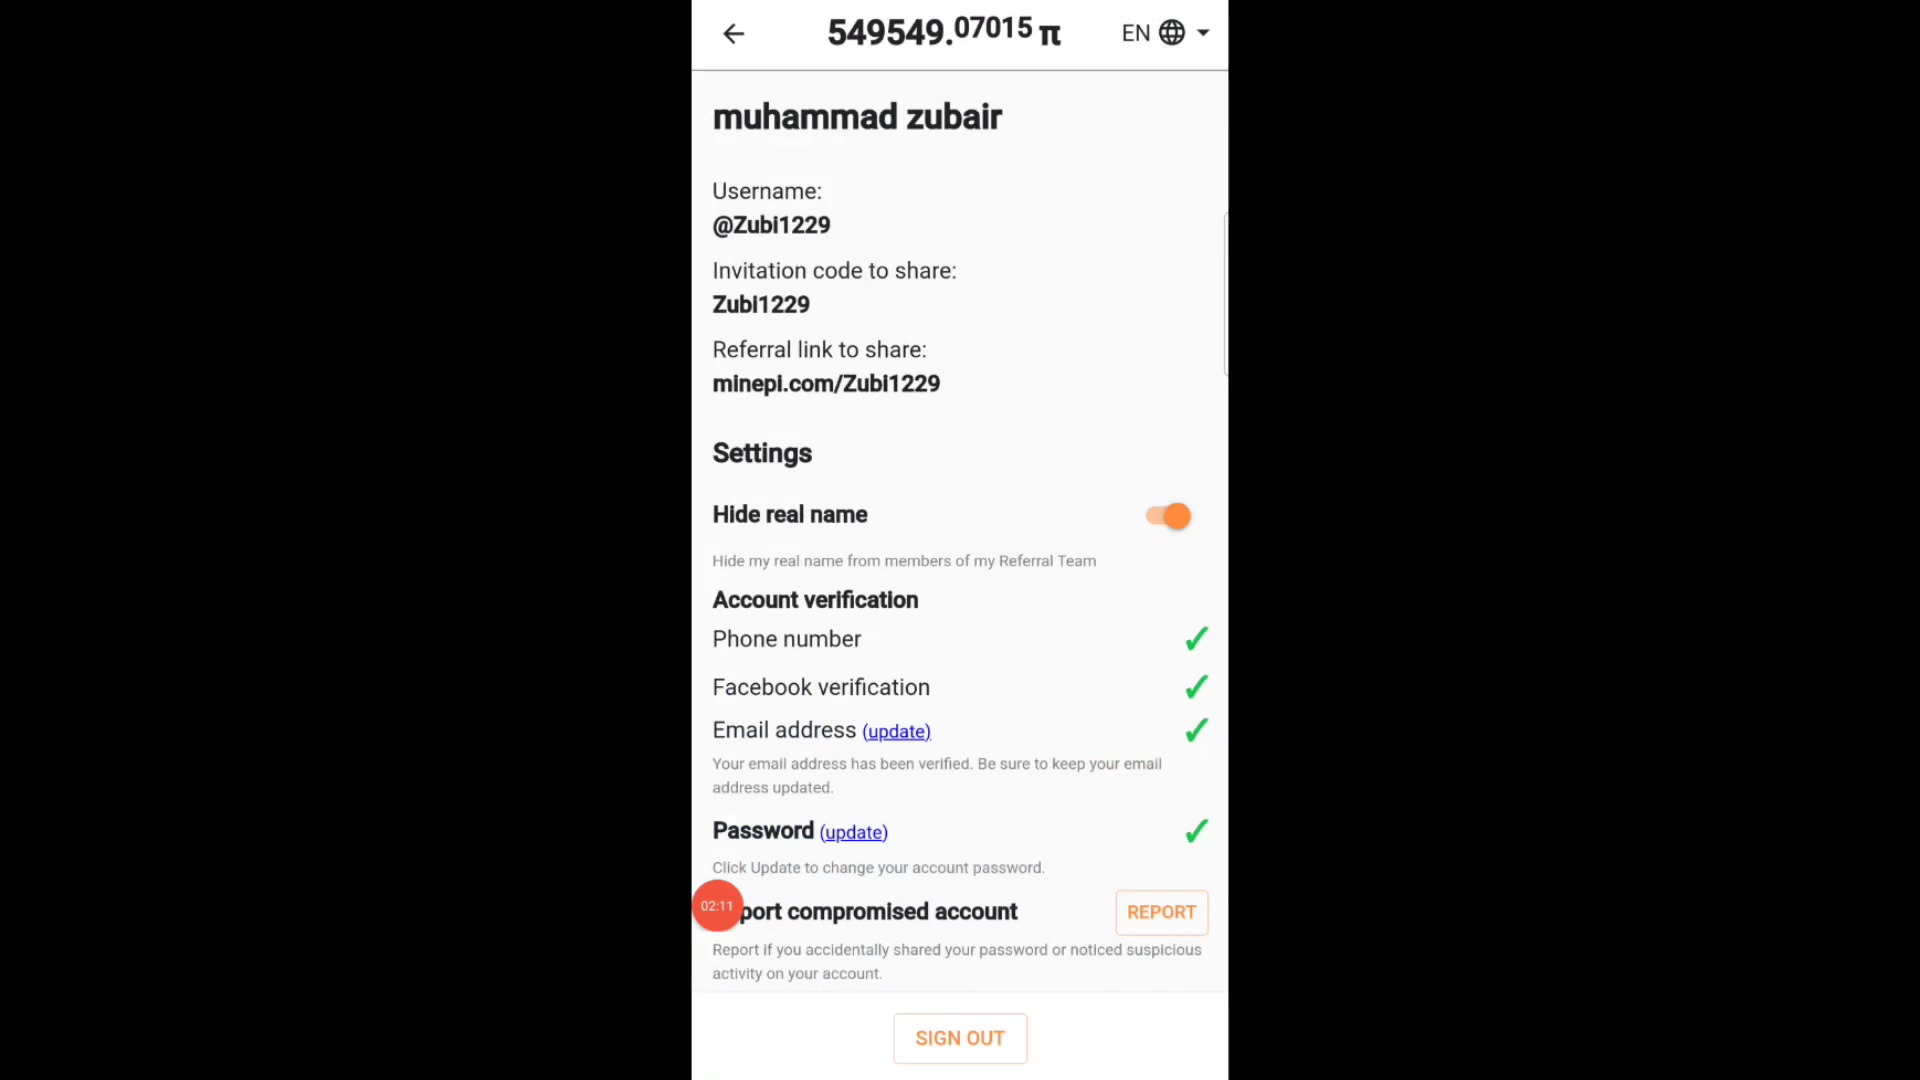 549549.07015 π EN
muhammad zubair
Username:
@Zubi1229
Invitation code to share:
Zubi1229
Referral link to share:
minepi.com/Zubi1229
Settings
Hide real name
Hide my real name from members of my Referral Team
Account verification
Phone number
Facebook verification
Email address (update)
Your email address has been verified. Be sure to keep your email
address updated.
Password (update)
Click Update to change your account password.
02:11 port compromised account REPORT
Report if you accidentally shared your password or noticed suspicious
activity on your account.
SIGN OUT